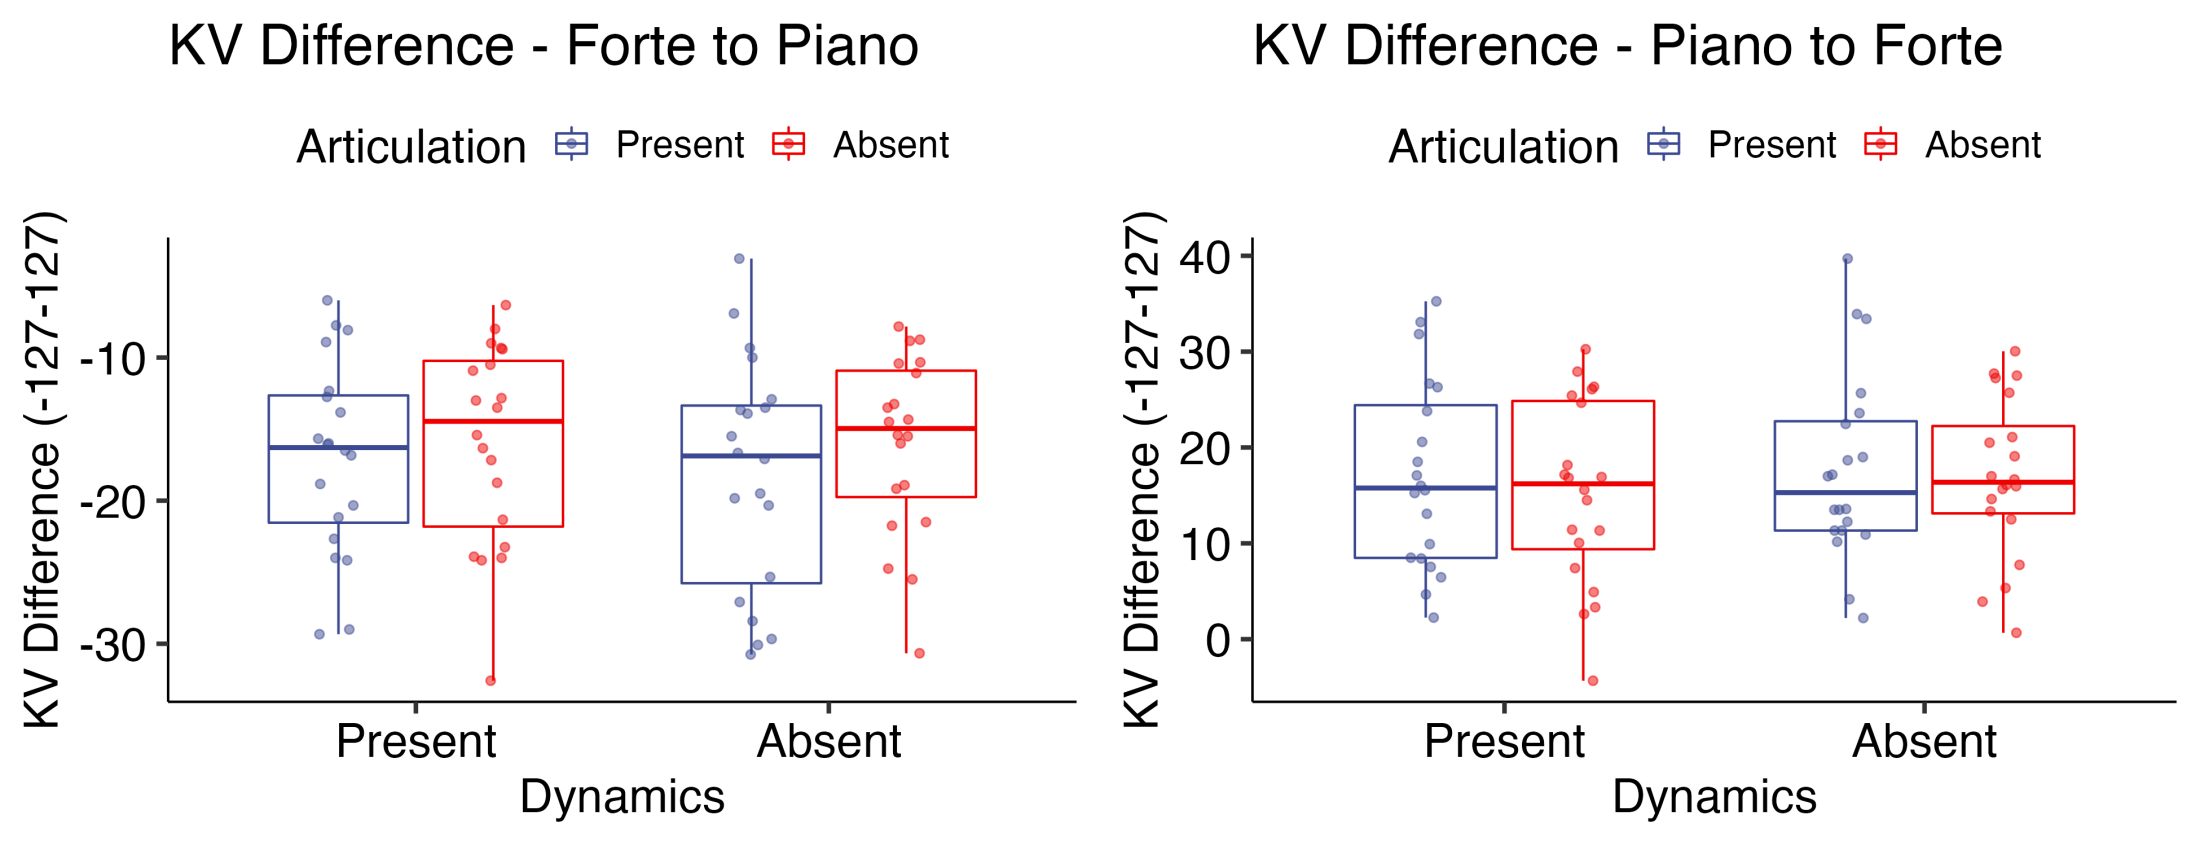 KV Difference - Forte to Piano
Articulation Present Absent
KV Difference (-127-127)
-10
-20
-30
Present Absent
Dynamics
KV Difference - Piano to Forte
Articulation Present Absent
KV Difference (-127-127)
40
30
20
10
0
Present Absent
Dynamics